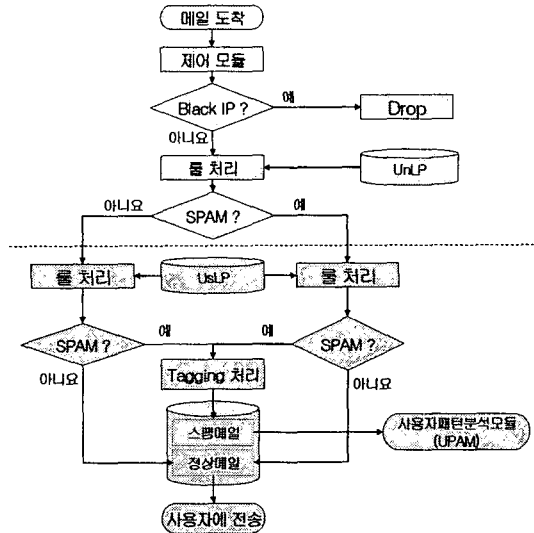 메일 도착
제어 모듈
Black IP ?
예
Drop
아니요
룰 처리
UnLP
아니요
SPAM ?
예
룰 처리
UsLP
룰 처리
SPAM ?
예
예
SPAM ?
아니요
Tagging 처리
아니요
스팸메일
정상메일
사용자패턴분석모듈
(UPAM)
사용자에 전송